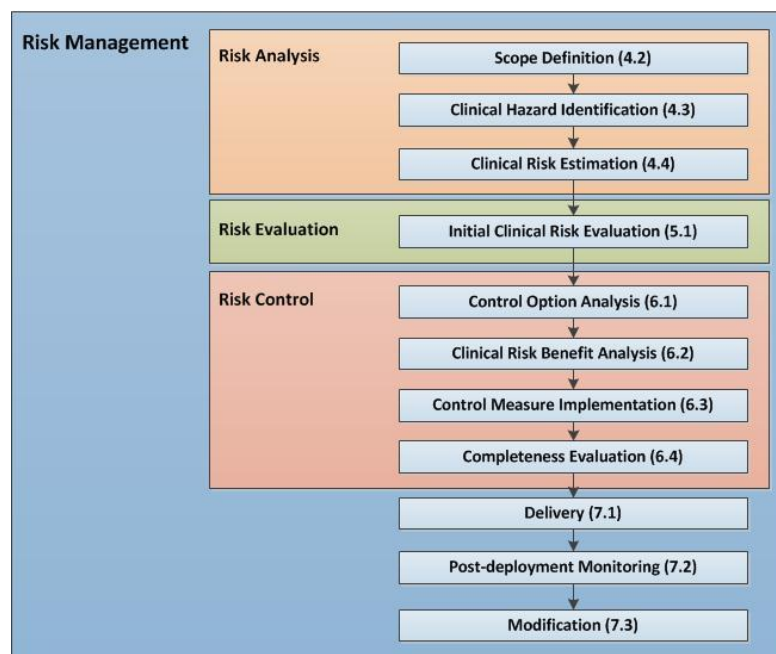 Risk Management
Risk Analysis
Scope Definition (4.2)
Clinical Hazard Identification (4.3)
Clinical Risk Estimation (4.4)
Risk Evaluation
Initial Clinical Risk Evaluation (5.1)
Risk Control
Control Option Analysis (6.1)
Clinical Risk Benefit Analysis (6.2)
Control Measure Implementation (6.3)
Completeness Evaluation (6.4)
Delivery (7.1)
Post-deployment Monitoring (7.2)
Modification (7.3)